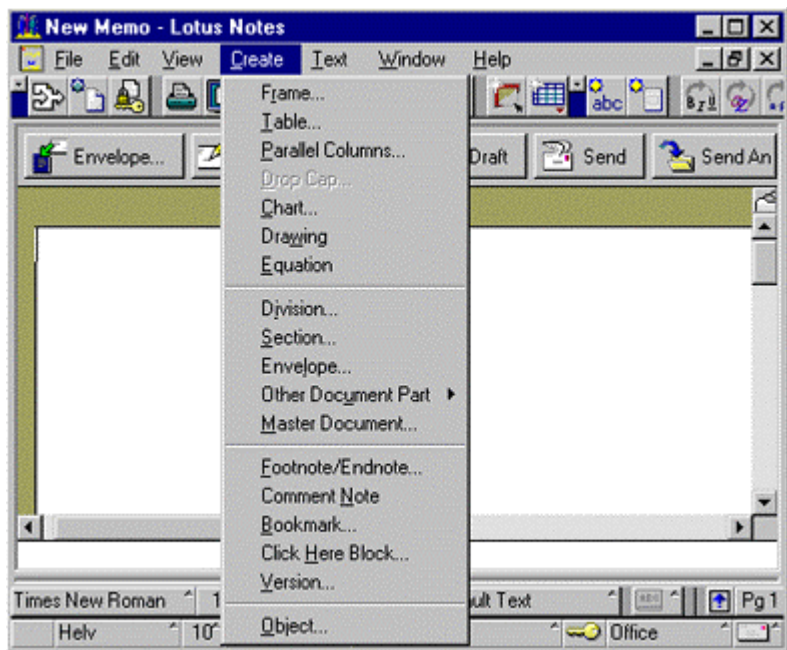 New Memo - Lotus Notes
File Edit View Create Text Window Help
abc
Envelope... Draft Send Send An
Frame...
Table...
Parallel Columns...
Drop Cap...
Chart...
Drawing
Equation
Division...
Section...
Envelope...
Other Document Part
Master Document...
Footnote/Endnote...
Comment Note
Bookmark...
Click Here Block...
Version...
Object...
Times New Roman 1 ult Text Pg 1
Helv 10 Office